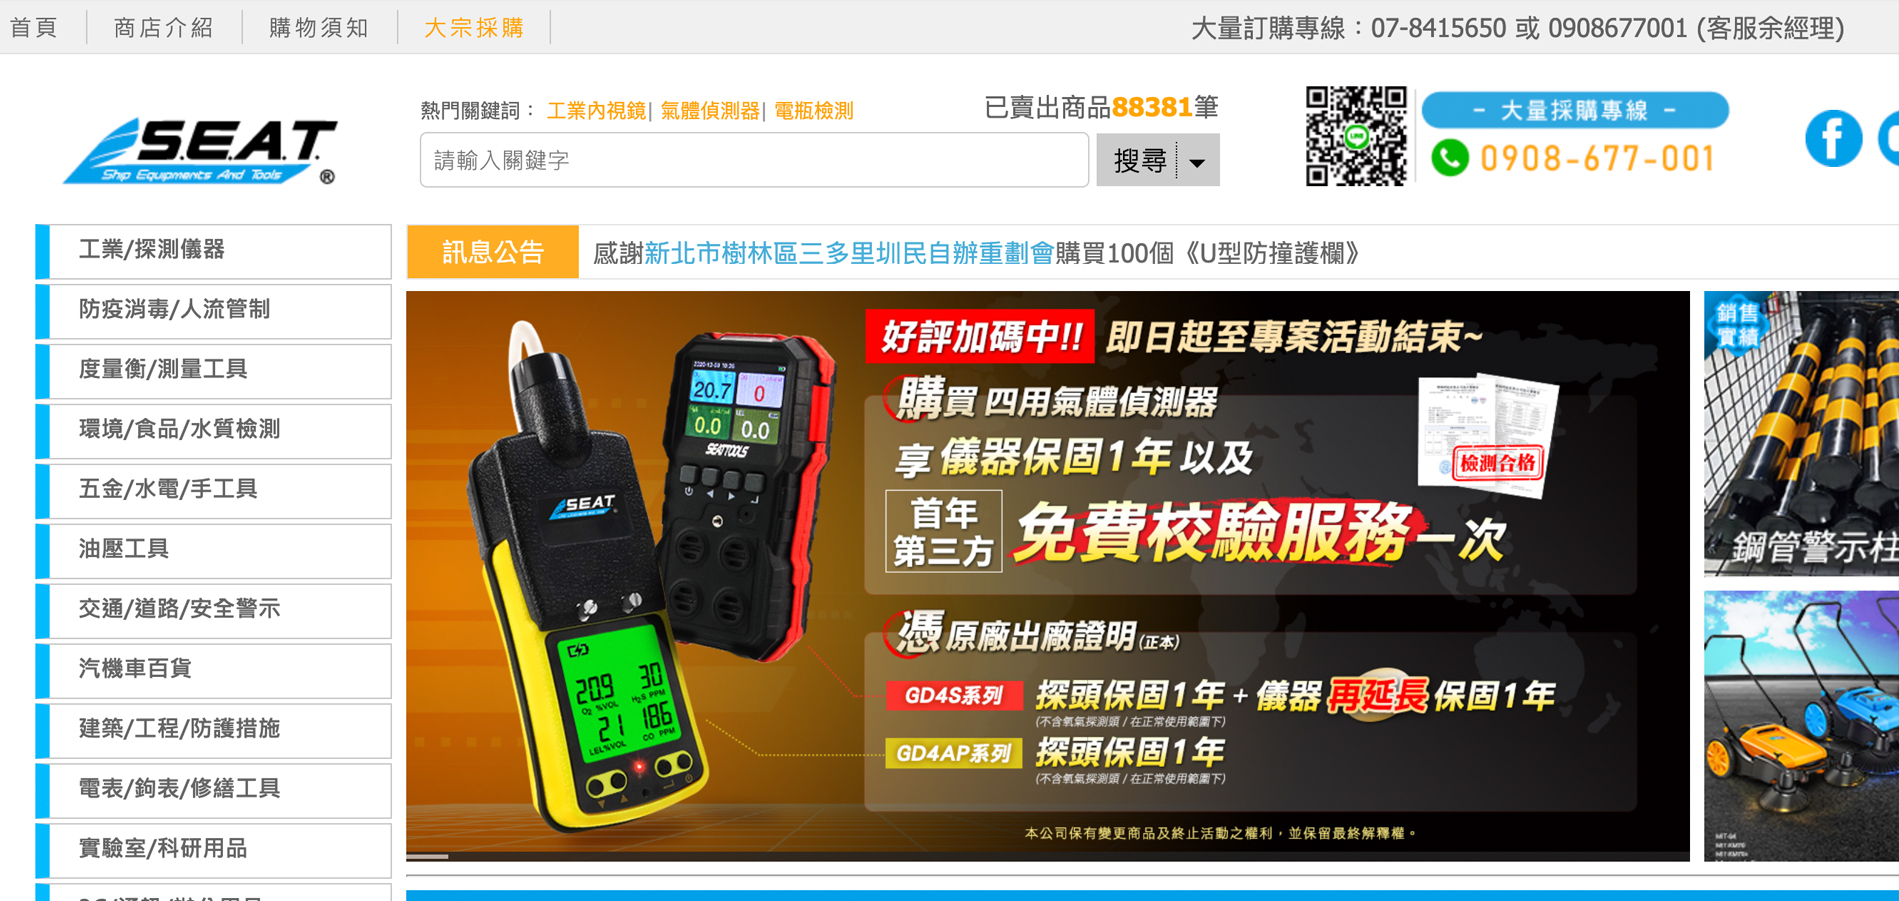 首頁 商店介紹 購物須知 大宗採購 大量訂購專線：07-8415650 或 0908677001 (客服余經理)
熱門關鍵詞： 工業內視鏡| 氣體偵測器| 電瓶檢測 已賣出商品88381筆
請輸入關鍵字 搜尋
S.E.A.T.
Ship Equipments And Tools ®
LINE
- 大量採購專線 -
0908-677-001
工業/探測儀器
防疫消毒/人流管制
度量衡/測量工具
環境/食品/水質檢測
五金/水電/手工具
油壓工具
交通/道路/安全警示
汽機車百貨
建築/工程/防護措施
電表/鉤表/修繕工具
實驗室/科研用品
訊息公告 感謝新北市樹林區三多里圳民自辦重劃會購買100個《U型防撞護欄》
好評加碼中!! 即日起至專案活動結束~
購買 四用氣體偵測器
享 儀器保固1年 以及
首年
第三方 免費校驗服務一次
檢測合格
憑原廠出廠證明(正本)
GD4S系列 探頭保固1年 + 儀器再延長保固1年
(不含氧氣探測頭 / 在正常使用範圍下)
GD4AP系列 探頭保固1年
(不含氧氣探測頭 / 在正常使用範圍下)
本公司保有變更商品及終止活動之權利，並保留最終解釋權。
20.7 0
0.0 0.0
SEATTOOLS
SEAT
20.9 30
O2 %VOL H2S PPM
21 186
LEL%VOL CO PPM
銷售
實績
鋼管警示柱